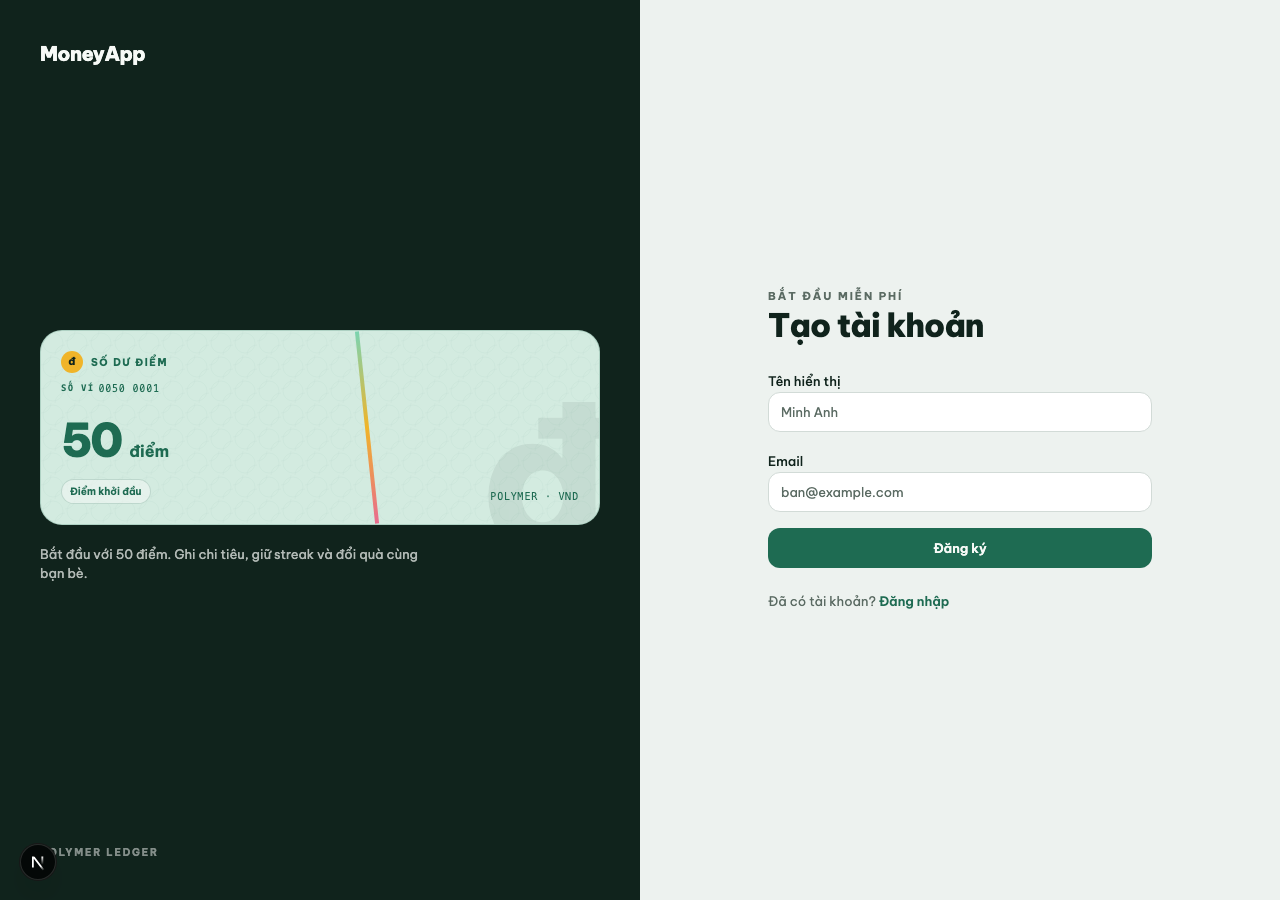 MoneyApp
đ SỐ DƯ ĐIỂM
SỐ VÍ 0050 0001
50 điểm
Điểm khởi đầu
đ
POLYMER · VND
Bắt đầu với 50 điểm. Ghi chi tiêu, giữ streak và đổi quà cùng
bạn bè.
OLYMER LEDGER
N
BẮT ĐẦU MIỄN PHÍ
Tạo tài khoản
Tên hiển thị
Minh Anh
Email
ban@example.com
Đăng ký
Đã có tài khoản? Đăng nhập